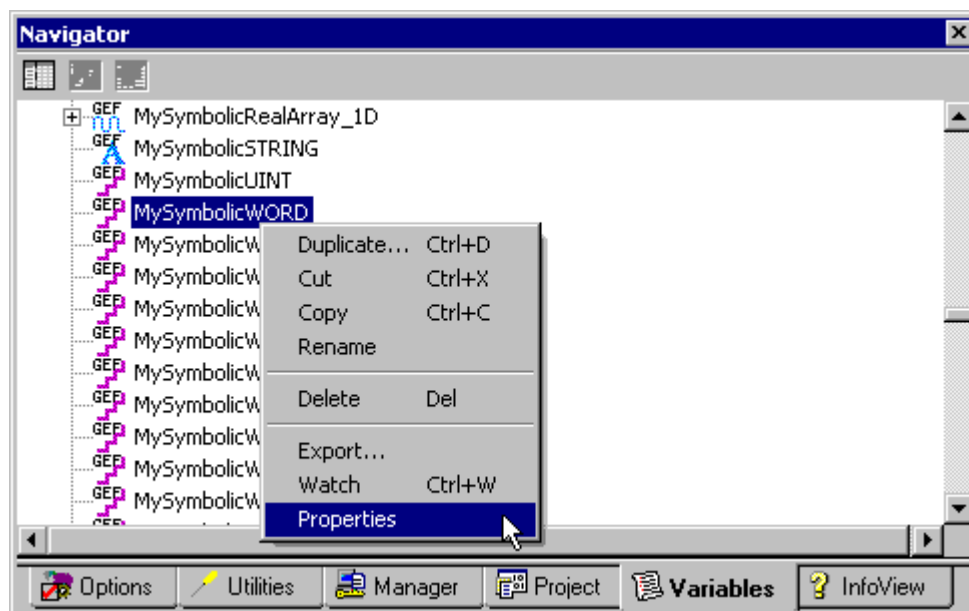 Navigator
GEF MySymbolicRealArray_1D
GEF MySymbolicSTRING
GEF MySymbolicUINT
GEF MySymbolicWORD
GEF MySymbolicW
Duplicate... Ctrl+D
GEF MySymbolicW
Cut Ctrl+X
GEF MySymbolicW
Copy Ctrl+C
GEF MySymbolicW
Rename
GEF MySymbolicW
GEF MySymbolicW
Delete Del
GEF MySymbolicW
GEF MySymbolicW
Export...
GEF MySymbolicW
Watch Ctrl+W
Properties
Options Utilities Manager Project Variables InfoView